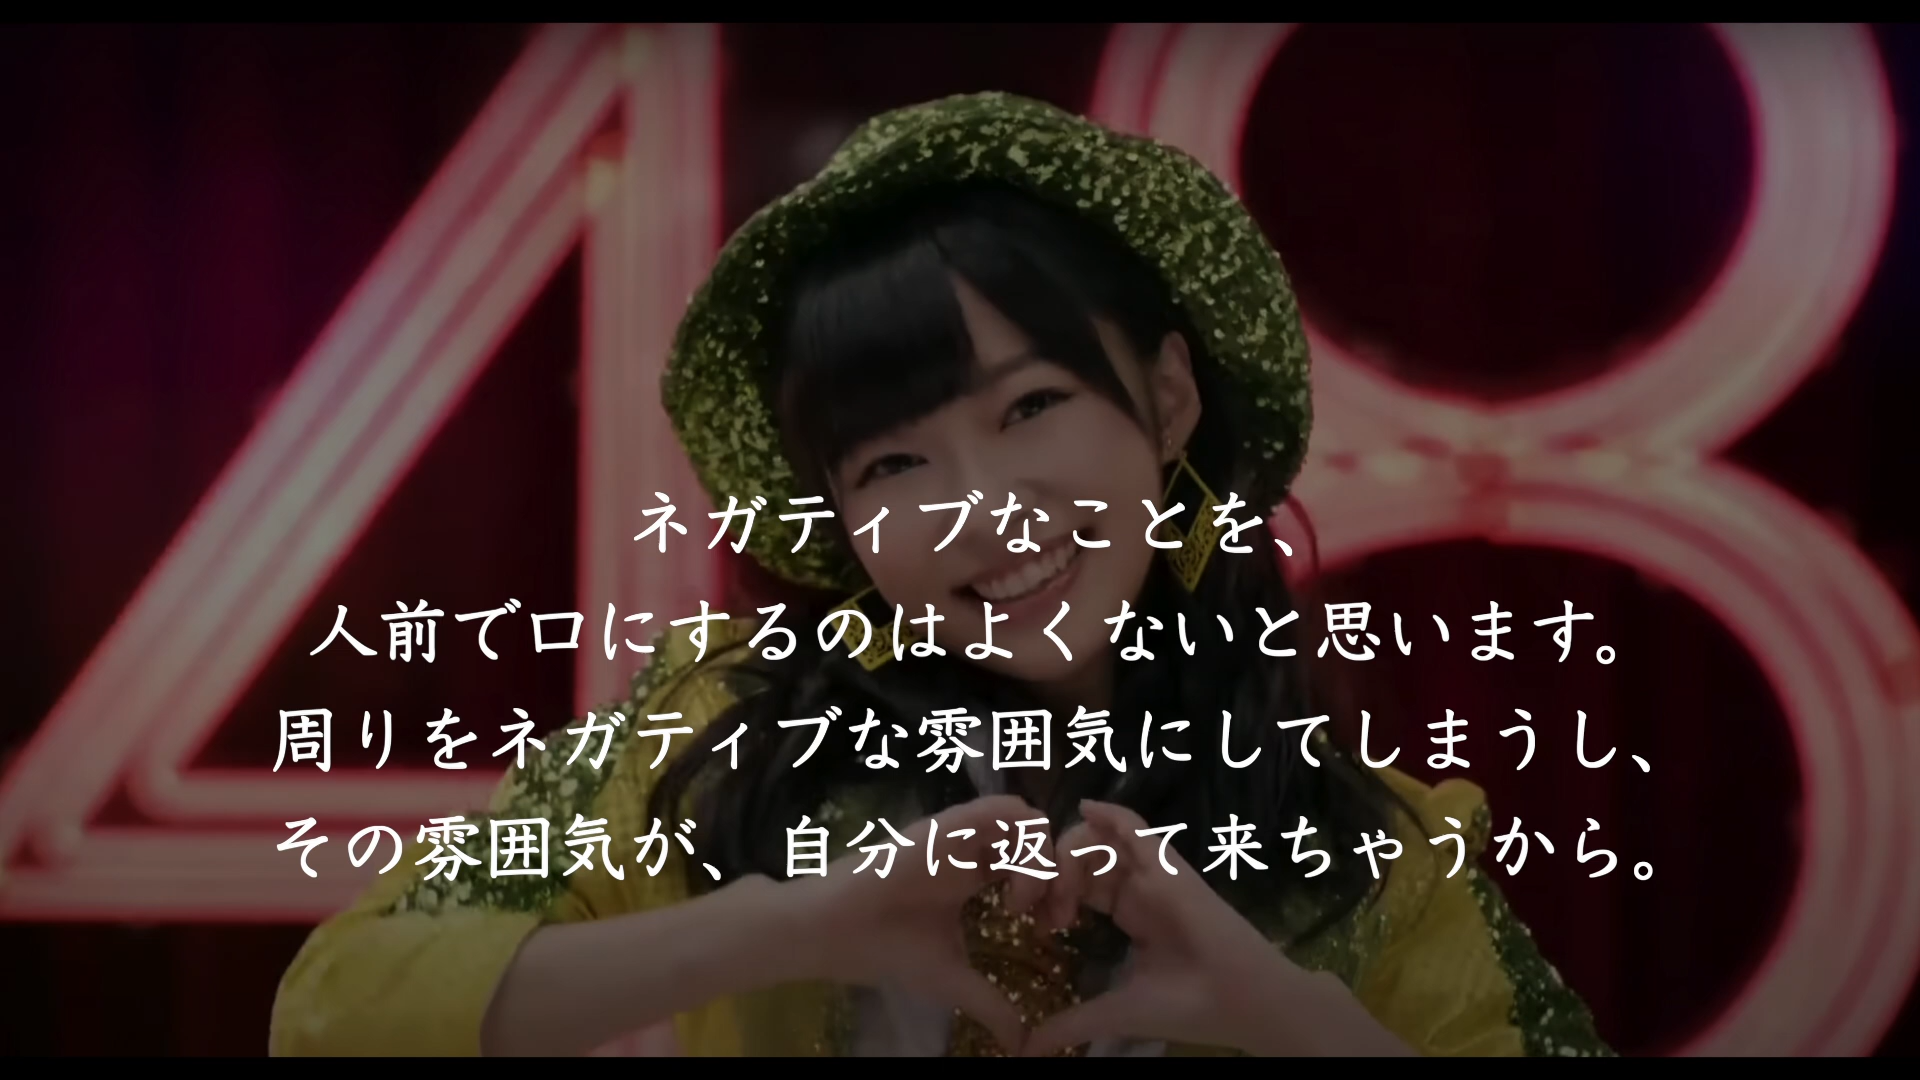 48
ネガティブなことを、
人前で口にするのはよくないと思います。
周りをネガティブな雰囲気にしてしまうし、
その雰囲気が、自分に返って来ちゃうから。